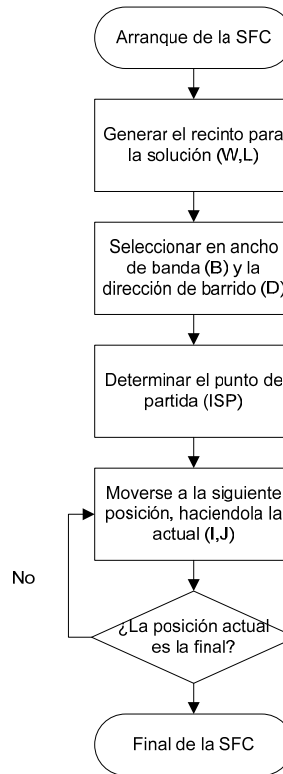 Arranque de la SFC
Generar el recinto para
la solución (W,L)
Seleccionar en ancho
de banda (B) y la
dirección de barrido (D)
Determinar el punto de
partida (ISP)
Moverse a la siguiente
posición, haciendola la
actual (I,J)
No
¿La posición actual
es la final?
Final de la SFC